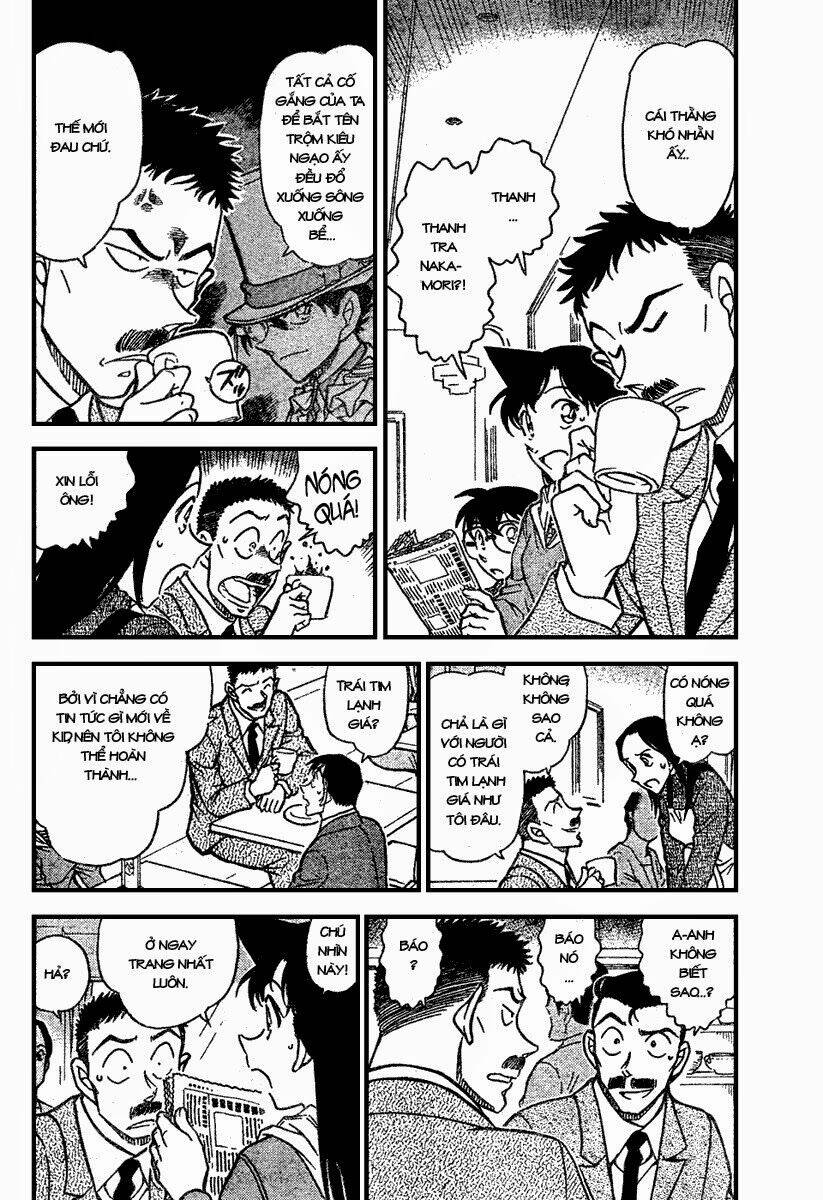 CÁI THẰNG
KHÓ NHẰN
ẤY...
THANH
...
THANH
TRA
NAKA-
MORI?!
TẤT CẢ CỐ
GẮNG CỦA TA
ĐỂ BẮT TÊN
TRỘM KIÊU
NGẠO ẤY
ĐỀU ĐỔ
XUỐNG SÔNG
XUỐNG
BỂ...
THẾ MỚI
ĐAU CHỨ.
NÓNG
QUÁ!
XIN LỖI
ÔNG!
CÓ NÓNG
QUÁ
KHÔNG
Ạ?
KHÔNG,
KHÔNG
SAO
CẢ.
CHẢ LÀ GÌ
VỚI NGƯỜI
CÓ TRÁI
TIM LẠNH
GIÁ NHƯ
TÔI ĐÂU.
TRÁI TIM
LẠNH
GIÁ?
BỞI VÌ CHẲNG CÓ
TIN TỨC GÌ MỚI VỀ
KID, NÊN TÔI KHÔNG
THỂ HOÀN
THÀNH...
A-ANH
KHÔNG
BIẾT
SAO...?
BÁO
NÓ
...
BÁO
?
CHÚ
NHÌN
NÀY!
Ở NGAY
TRANG NHẤT
LUÔN.
HẢ?